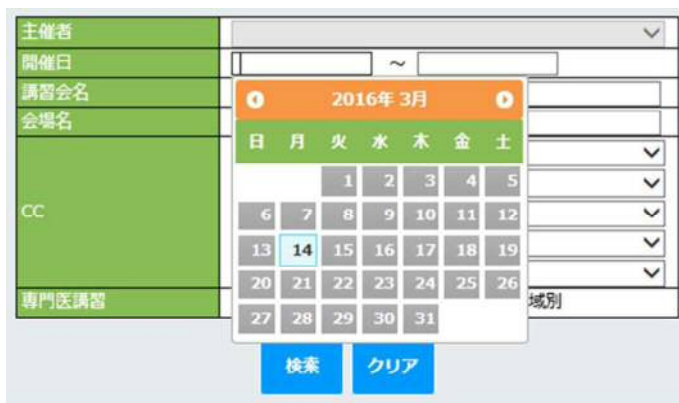 主催者
開催日 ～
講習会名
会場名
2016年 3月
日 月 火 水 木 金 土
1 2 3 4 5
6 7 8 9 10 11 12
CC
13 14 15 16 17 18 19
20 21 22 23 24 25 26
専門医講習 域別
27 28 29 30 31
検索 クリア